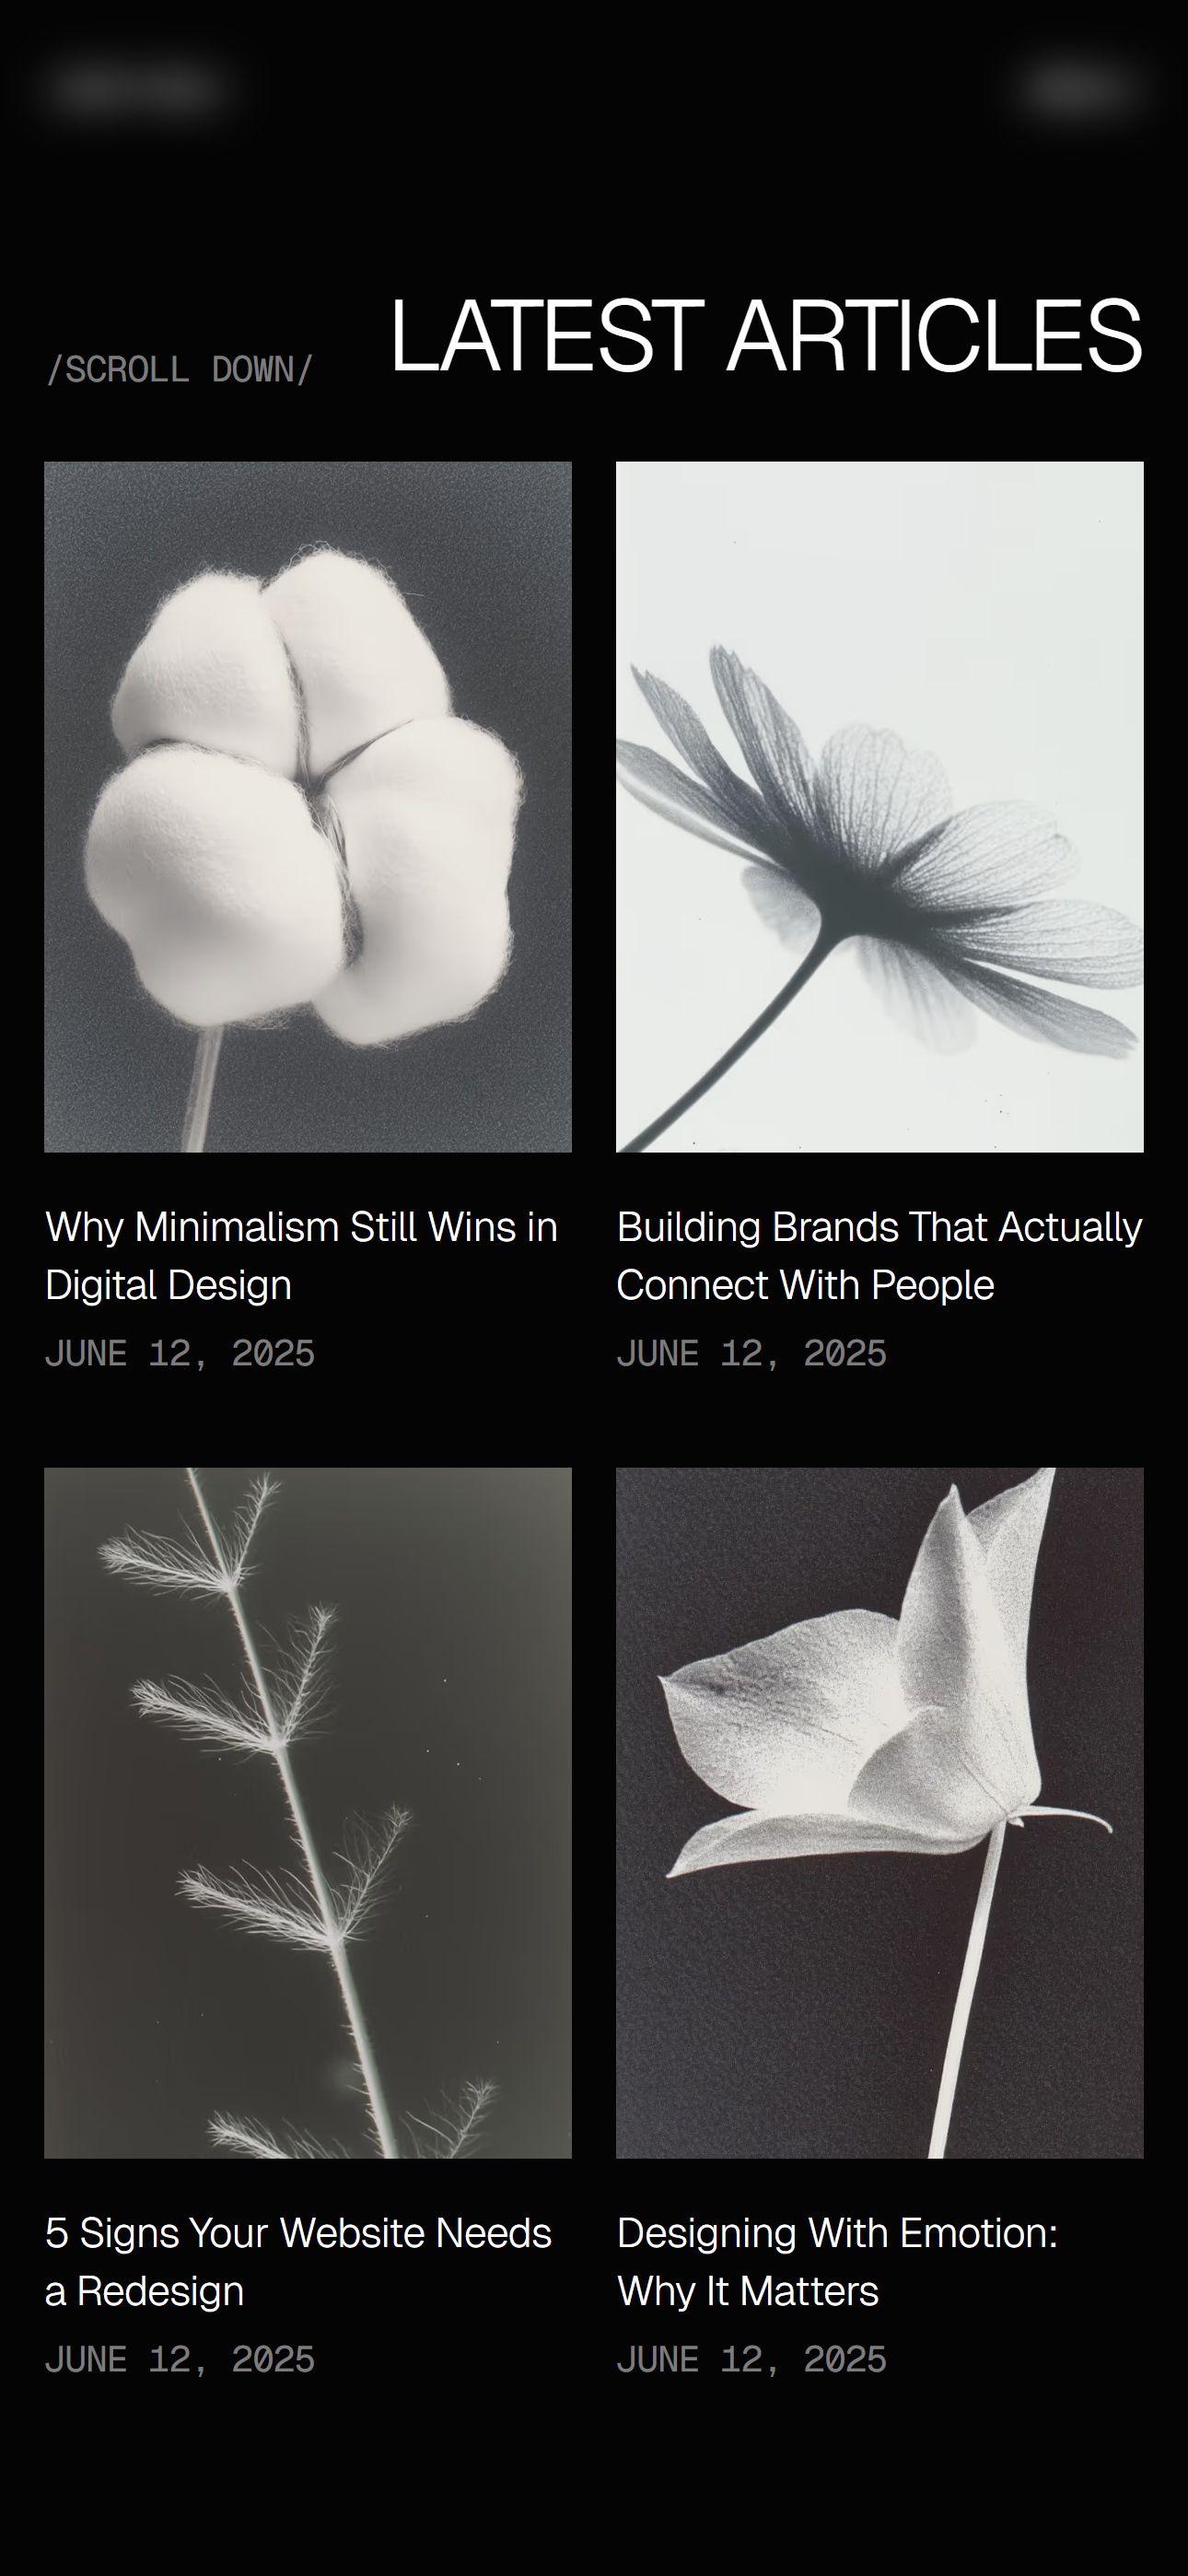 /SCROLL DOWN/
LATEST ARTICLES
Why Minimalism Still Wins in
Digital Design
JUNE 12, 2025
Building Brands That Actually
Connect With People
JUNE 12, 2025
5 Signs Your Website Needs
a Redesign
JUNE 12, 2025
Designing With Emotion:
Why It Matters
JUNE 12, 2025